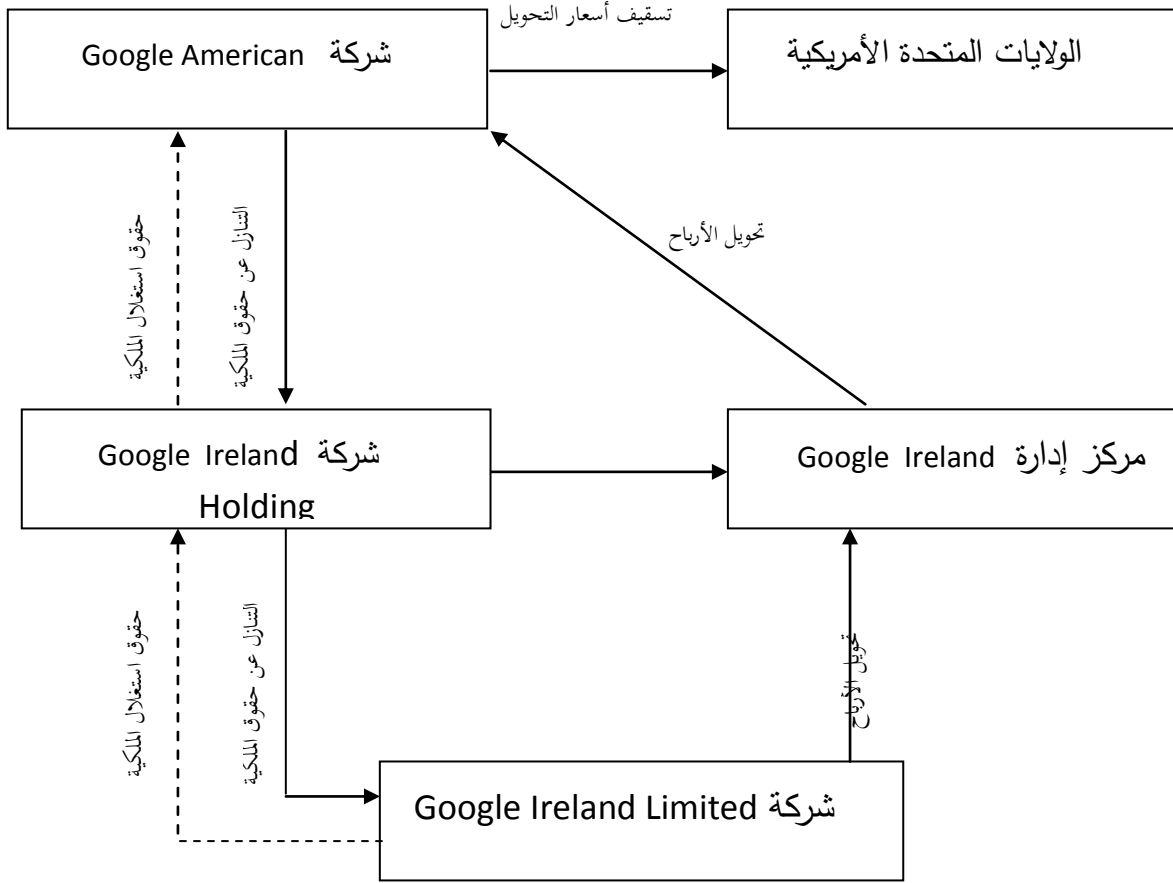 تسقيف أسعار التحويل
شركة Google American
الولايات المتحدة الأمريكية
تحويل الأرباح
حقوق استغلال الملكية
التنازل عن حقوق الملكية
شركة Google Ireland
Holding
مركز إدارة Google Ireland
حقوق استغلال الملكية
التنازل عن حقوق الملكية
تحويل الأرباح
شركة Google Ireland Limited